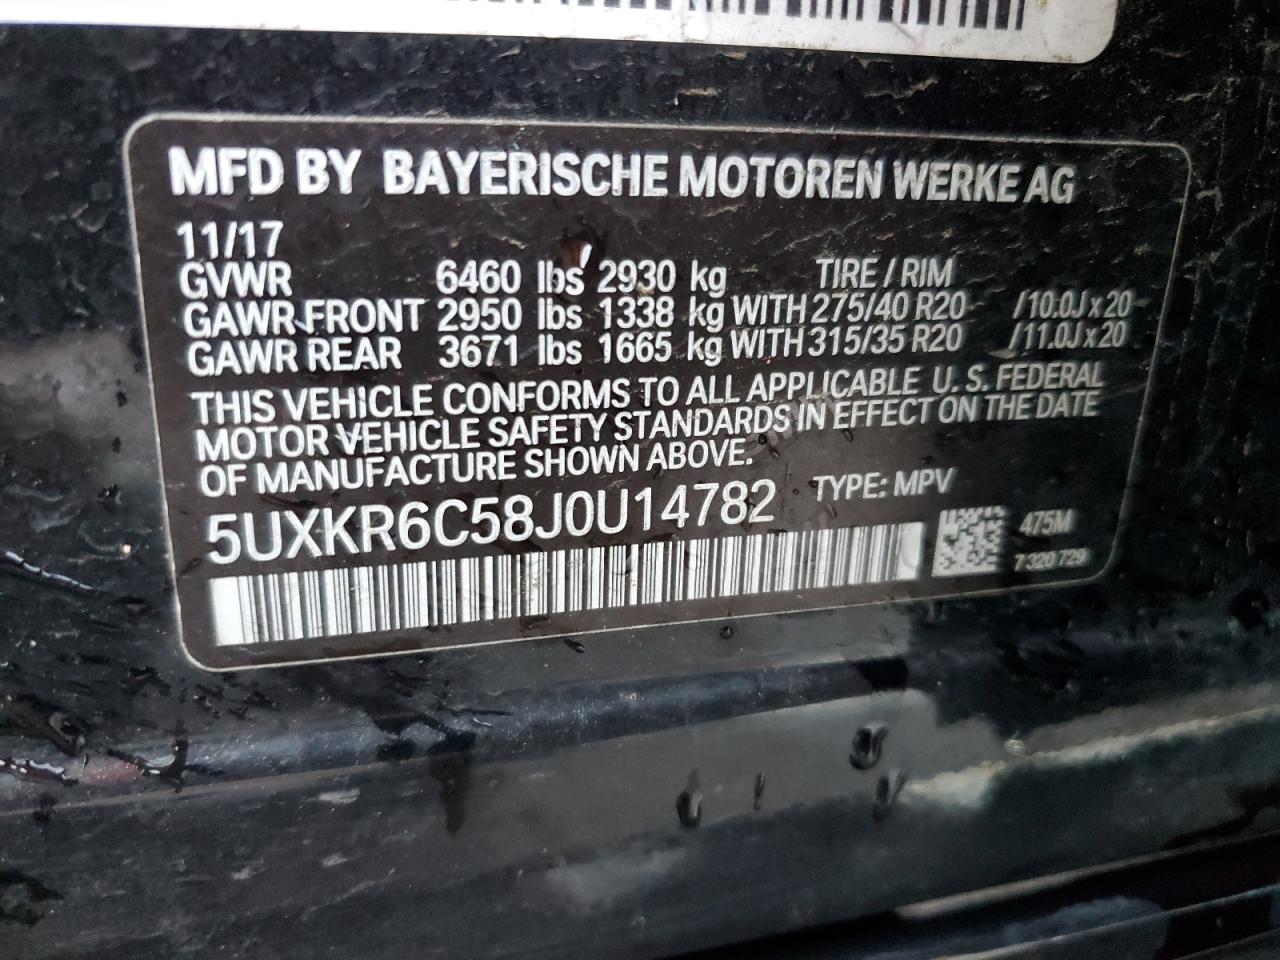 MFD BY BAYERISCHE MOTOREN WERKE AG
11/17
GVWR 6460 lbs 2930 kg TIRE / RIM
GAWR FRONT 2950 lbs 1338 kg WITH 275/40 R20 /10.0J x 20
GAWR REAR 3671 lbs 1665 kg WITH 315/35 R20 /11.0J x 20
THIS VEHICLE CONFORMS TO ALL APPLICABLE U.S. FEDERAL
MOTOR VEHICLE SAFETY STANDARDS IN EFFECT ON THE DATE
OF MANUFACTURE SHOWN ABOVE.
5UXKR6C58J0U14782 TYPE: MPV
475M
7 320 729